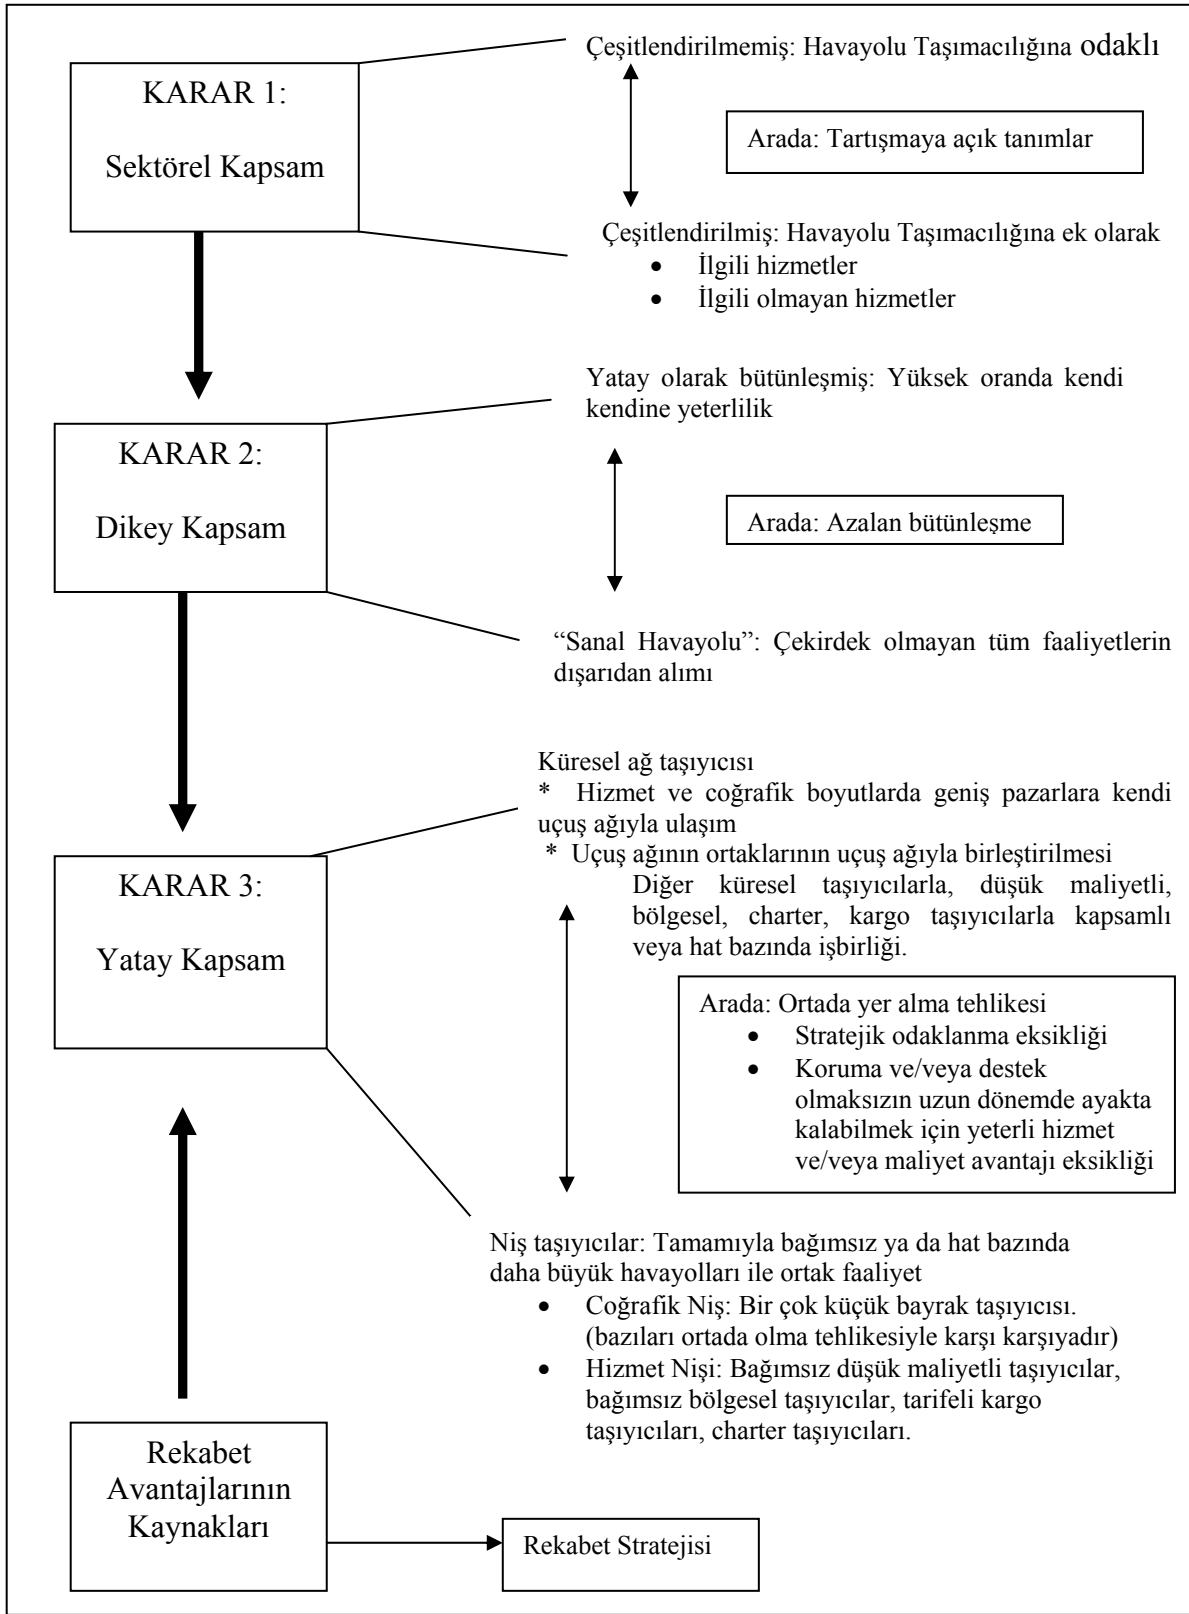 Çeşitlendirilmemiş: Havayolu Taşımacılığına odaklı
KARAR 1:
Sektörel Kapsam
Arada: Tartışmaya açık tanımlar
Çeşitlendirilmiş: Havayolu Taşımacılığına ek olarak
• İlgili hizmetler
• İlgili olmayan hizmetler
Yatay olarak bütünleşmiş: Yüksek oranda kendi
kendine yeterlilik
KARAR 2:
Dikey Kapsam
Arada: Azalan bütünleşme
“Sanal Havayolu”: Çekirdek olmayan tüm faaliyetlerin
dışarıdan alımı
Küresel ağ taşıyıcısı
* Hizmet ve coğrafik boyutlarda geniş pazarlara kendi
uçuş ağıyla ulaşım
* Uçuş ağının ortaklarının uçuş ağıyla birleştirilmesi
Diğer küresel taşıyıcılarla, düşük maliyetli,
bölgesel, charter, kargo taşıyıcılarla kapsamlı
veya hat bazında işbirliği.
KARAR 3:
Yatay Kapsam
Arada: Ortada yer alma tehlikesi
• Stratejik odaklanma eksikliği
• Koruma ve/veya destek
olmaksızın uzun dönemde ayakta
kalabilmek için yeterli hizmet
ve/veya maliyet avantajı eksikliği
Niş taşıyıcılar: Tamamıyla bağımsız ya da hat bazında
daha büyük havayolları ile ortak faaliyet
• Coğrafik Niş: Bir çok küçük bayrak taşıyıcısı.
(bazıları ortada olma tehlikesiyle karşı karşıyadır)
• Hizmet Nişi: Bağımsız düşük maliyetli taşıyıcılar,
bağımsız bölgesel taşıyıcılar, tarifeli kargo
taşıyıcıları, charter taşıyıcıları.
Rekabet
Avantajlarının
Kaynakları
Rekabet Stratejisi